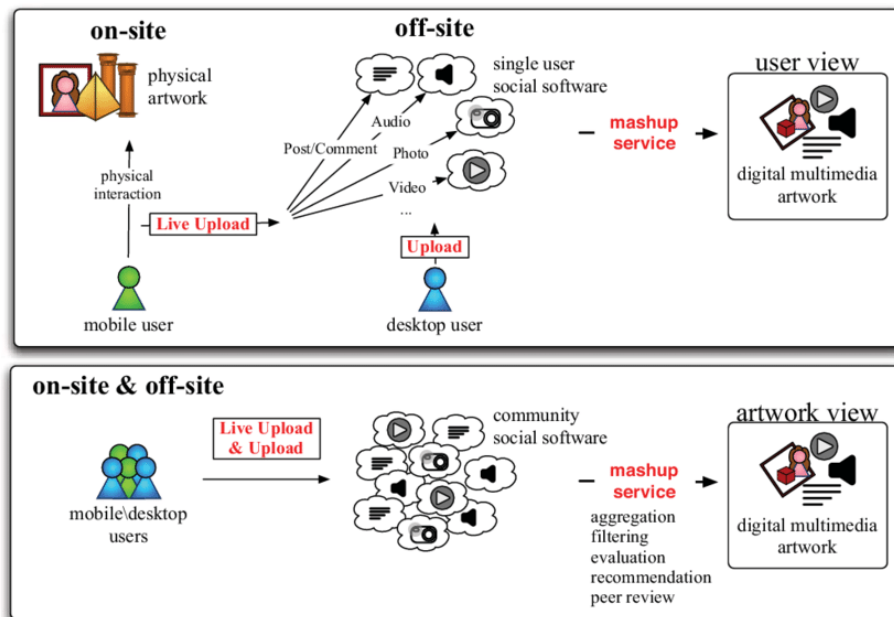 on-site
physical
artwork
physical
interaction
Live Upload
mobile user
off-site
single user
social software
Audio
Post/Comment
Photo
Video
...
Upload
desktop user
mashup
service
user view
digital multimedia
artwork
on-site & off-site
mobile\desktop
users
Live Upload
& Upload
community
social software
mashup
service
aggregation
filtering
evaluation
recommendation
peer review
artwork view
digital multimedia
artwork